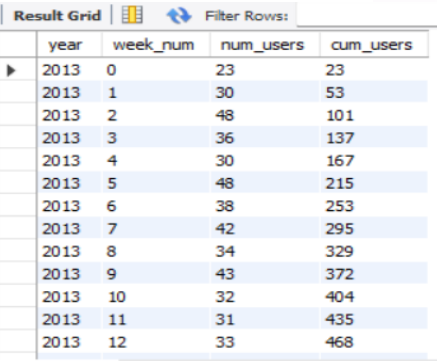 Result Grid Filter Rows:
year week_num num_users cum_users
2013 0 23 23
2013 1 30 53
2013 2 48 101
2013 3 36 137
2013 4 30 167
2013 5 48 215
2013 6 38 253
2013 7 42 295
2013 8 34 329
2013 9 43 372
2013 10 32 404
2013 11 31 435
2013 12 33 468